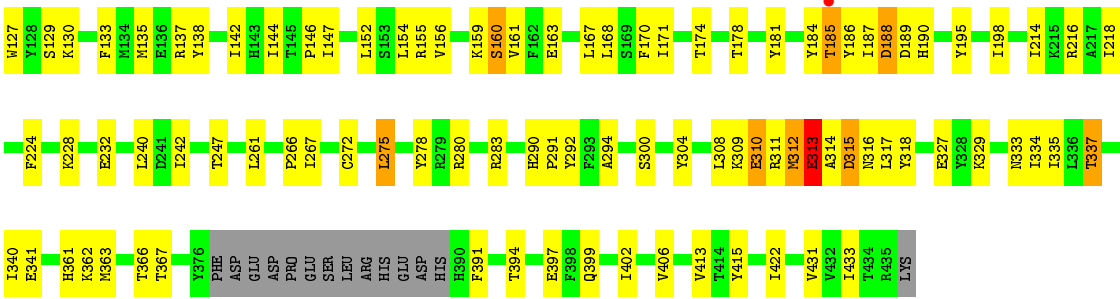 W127 Y128 S129 K130 F133 M134 M135 E136 R137 Y138 I142 H143 I144 T145 P146 I147 L152 S153 L154 R155 V156 K159 S160 V161 F162 E163 L167 L168 S169 F170 I171 T174 T178 Y181 Y184 T185 Y186 I187 D188 D189 H190 Y195 I198 I214 K215 R216 A217 I218
F224 K228 E232 L240 D241 I242 T247 L261 P266 I267 C272 L275 Y278 R279 R280 R283 H290 P291 Y292 F293 A294 S300 Y304 L308 K309 E310 R311 M312 E313 A314 D315 N316 L317 Y318 E327 Y328 K329 N333 I334 I335 L336 T337
I340 E341 H361 K362 M363 T366 T367 Y376 PHE ASP GLU ASP PRO GLU SER LEU ARG HIS GLU ASP HIS H390 F391 T394 E397 F398 Q399 I402 V406 V413 T414 Y415 I422 V431 V432 I433 T434 R435 LYS